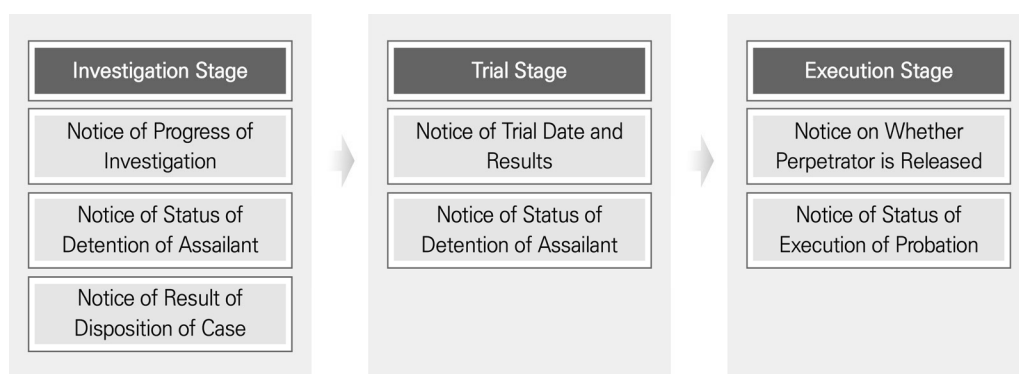 Investigation Stage
Notice of Progress of
Investigation
Notice of Status of
Detention of Assailant
Notice of Result of
Disposition of Case
Trial Stage
Notice of Trial Date and
Results
Notice of Status of
Detention of Assailant
Execution Stage
Notice on Whether
Perpetrator is Released
Notice of Status of
Execution of Probation